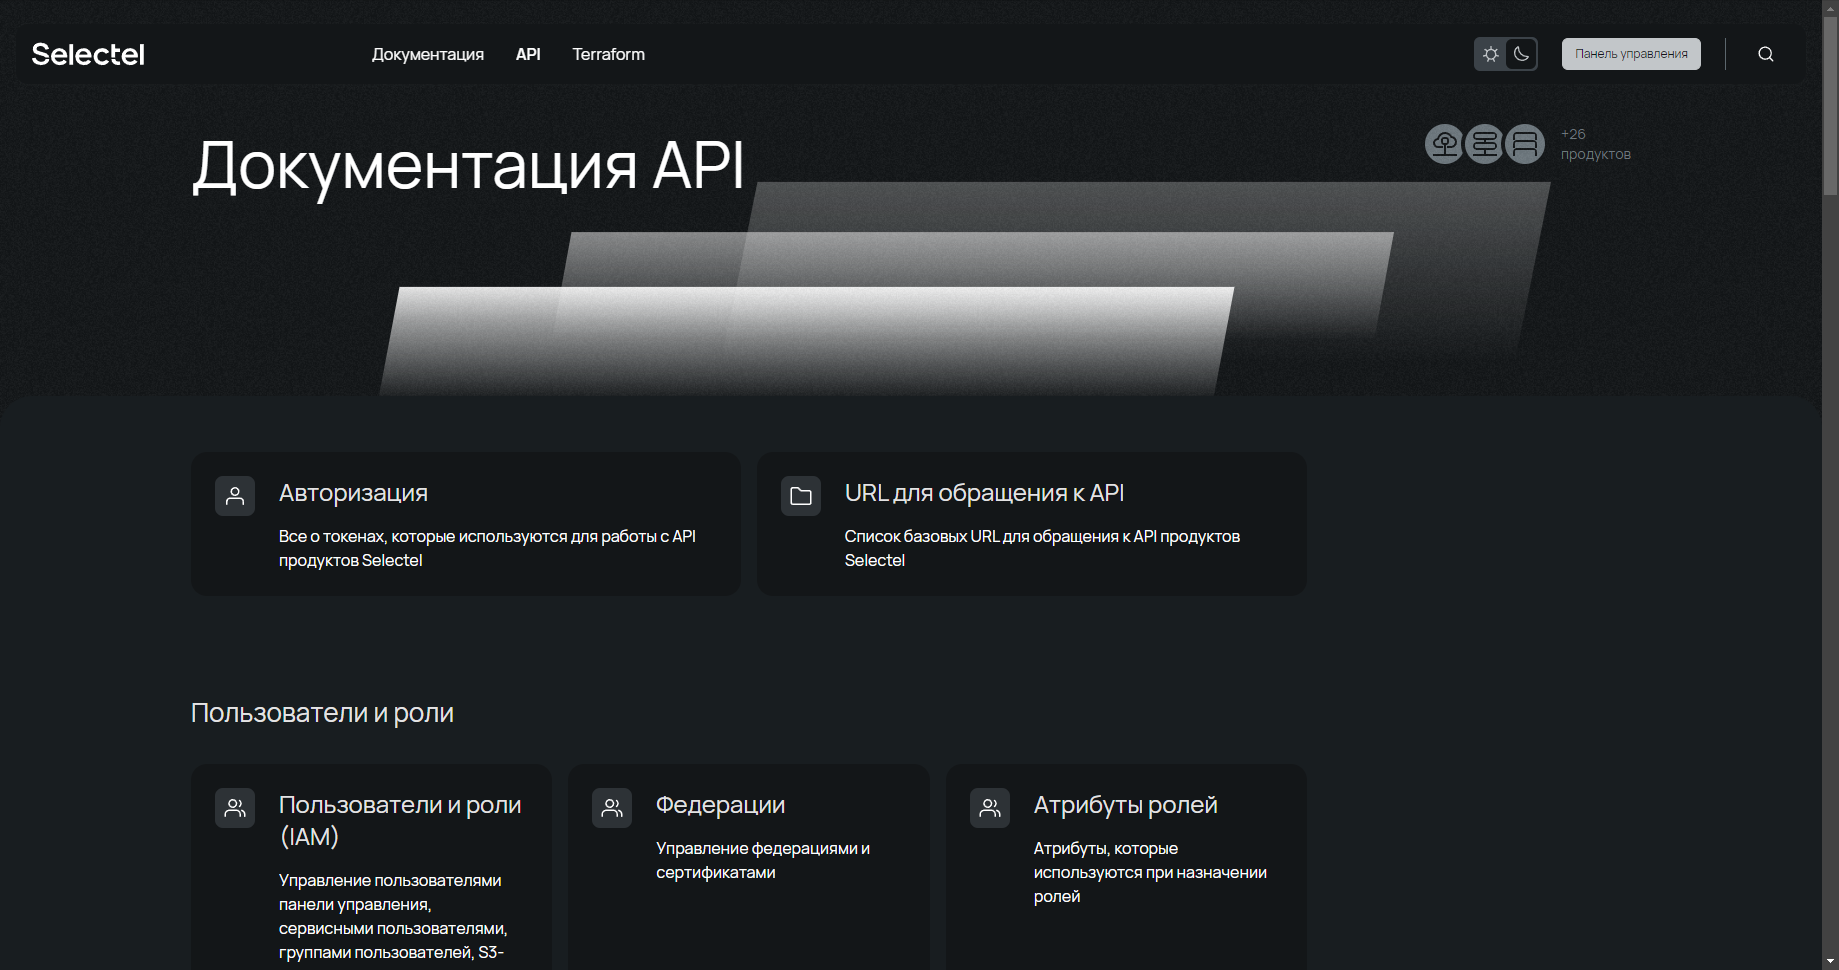 Selectel
Документация
API
Terraform
Панель управления
Документация API
+26
продуктов
Авторизация
Все о токенах, которые используются для работы с API
продуктов Selectel
URL для обращения к API
Список базовых URL для обращения к API продуктов
Selectel
Пользователи и роли
Пользователи и роли
(IAM)
Управление пользователями
панели управления,
сервисными пользователями,
группами пользователей, S3-
Федерации
Управление федерациями и
сертификатами
Атрибуты ролей
Атрибуты, которые
используются при назначении
ролей